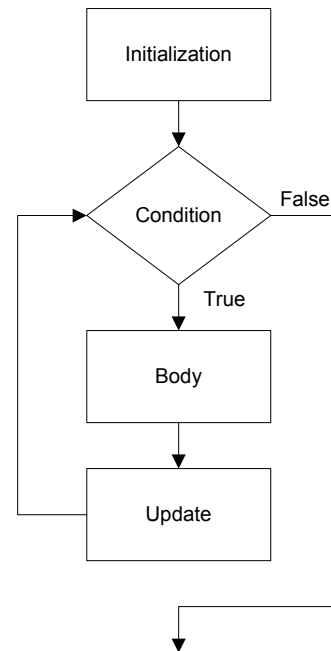 Initialization
Condition
False
True
Body
Update